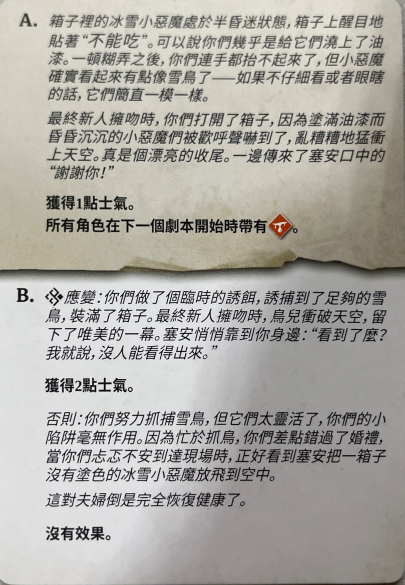 A. 箱子裡的冰雪小惡魔處於半昏迷狀態，箱子上醒目地
貼著“不能吃”。可以說你們幾乎是給它們澆上了油
漆。一頓糊弄之後，你們連手都抬不起來了，但小惡魔
確實看起來有點像雪鳥了——如果不仔細看或者眼瞎
的話，它們簡直一模一樣。
最終新人擁吻時，你們打開了箱子，因為塗滿油漆而
昏昏沉沉的小惡魔們被歡呼聲嚇到了，亂糟糟地猛衝
上天空。真是個漂亮的收尾。一邊傳來了塞安口中的
“謝謝你！”
獲得1點士氣。
所有角色在下一個劇本開始時帶有。
B. 應變：你們做了個臨時的誘餌，誘捕到了足夠的雪
鳥，裝滿了箱子。最終新人擁吻時，鳥兒衝破天空，留
下了唯美的一幕。塞安悄悄靠到你身邊：“看到了麼？
我就說，沒人能看得出來。”
獲得2點士氣。
否則：你們努力抓捕雪鳥，但它們太靈活了，你們的小
陷阱毫無作用。因為忙於抓鳥，你們差點錯過了婚禮，
當你們忐忑不安到達現場時，正好看到塞安把一箱子
沒有塗色的冰雪小惡魔放飛到空中。
這對夫婦倒是完全恢復健康了。
沒有效果。